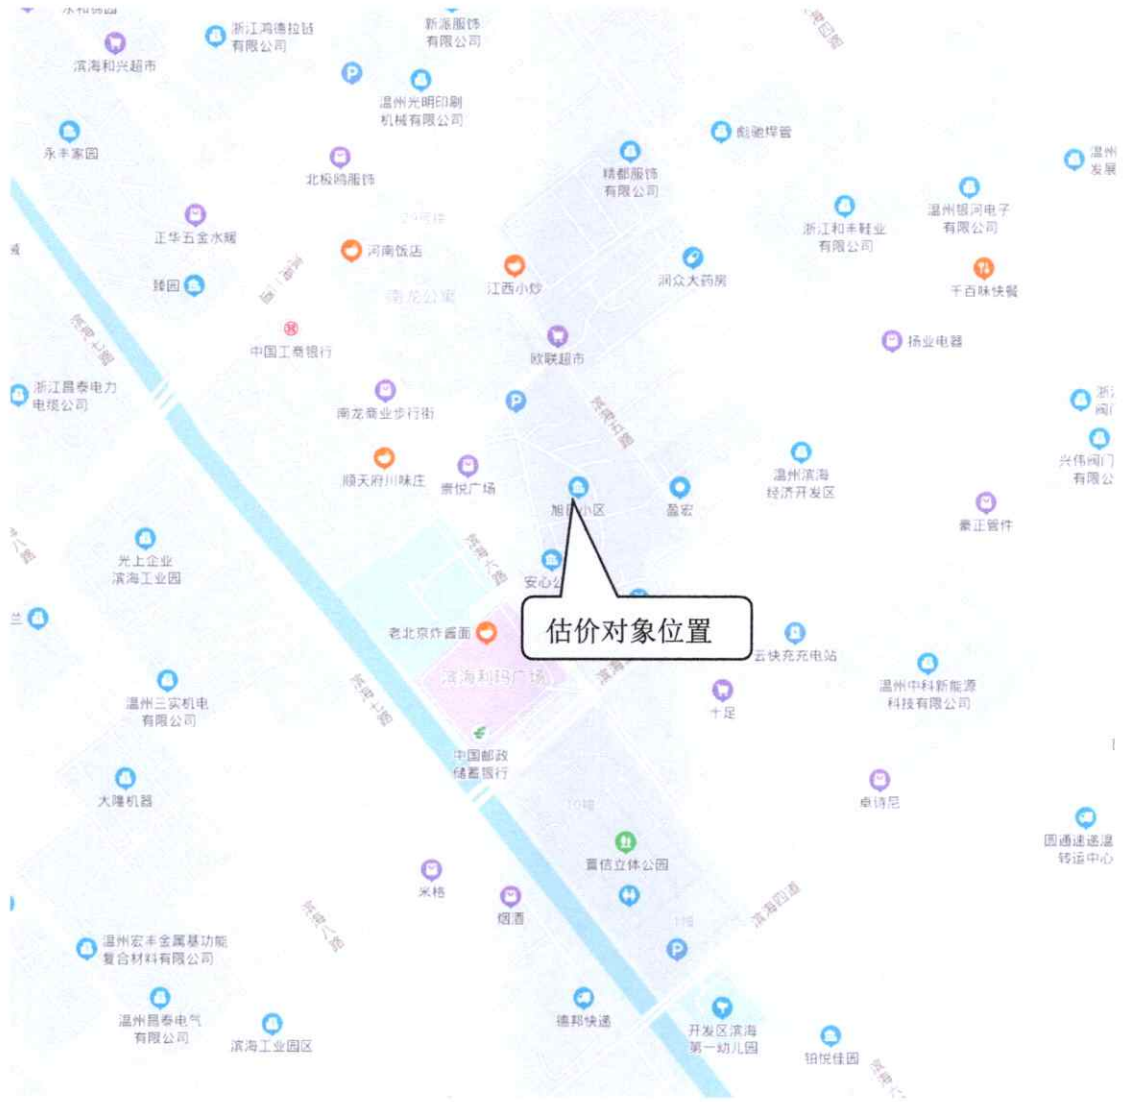 浙江鸿德拉链
有限公司
新派服饰
有限公司
滨海和兴超市
温州光明印刷
机械有限公司
彪驰焊管
永丰家园
北极鸥服饰
精都服饰
有限公司
温州
发展
温州银河电子
有限公司
浙江和丰鞋业
有限公司
正华五金水暖
29号楼
河南饭店
润众大药房
江西小炒
千百味快餐
臻园
南龙公寓
扬业电器
中国工商银行
欧联超市
浙江昌泰电力
电缆公司
南龙商业步行街
P
温州滨海
经济开发区
兴伟阀门
有限公
顺天府川味庄
崇悦广场
旭日小区
盈宏
豪正管件
光上企业
滨海工业园
安心公
估价对象位置
老北京炸酱面
云快充充电站
滨海利玛广场
温州中科新能源
科技有限公司
温州三实机电
有限公司
十足
中国邮政
储蓄银行
大隆机器
卓诗尼
10幢
圆通速递温
转运中心
置信立体公园
米格
烟酒
滨海四道
11幢
P
温州宏丰金属基功能
复合材料有限公司
温州昌泰电气
有限公司
滨海工业园区
德邦快递
开发区滨海
第一幼儿园
铂悦佳园